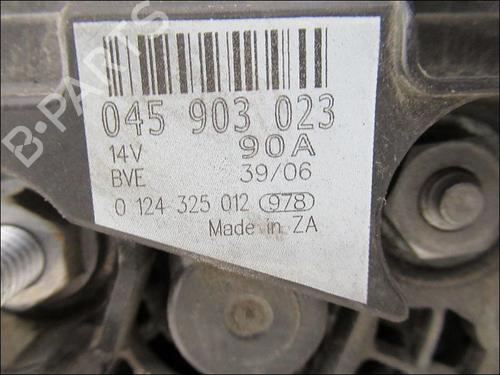 B-PARTS
045 903 023
14V 90A
BVE 39/06
0 124 325 012 978
Made in ZA